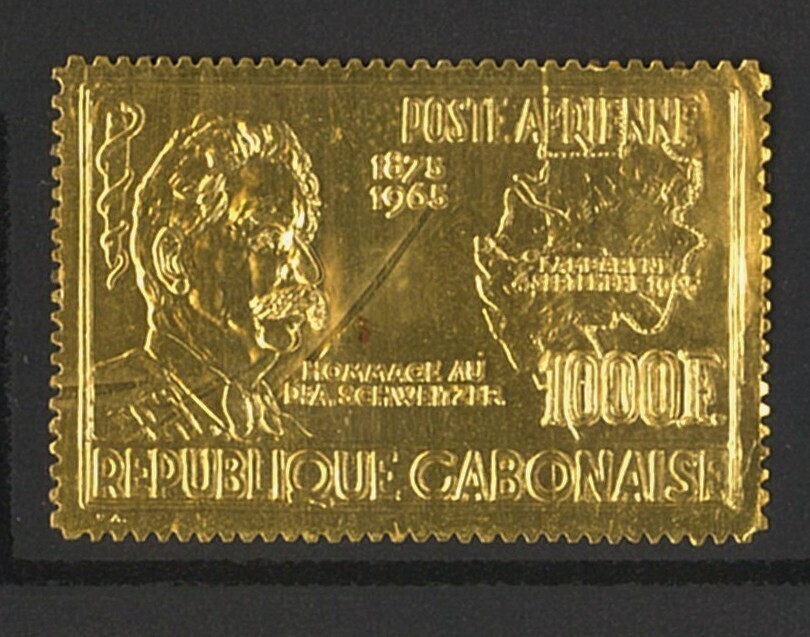 POSTE AERIENNE
1875
1965
LAMBARENE
SEPTEMBRE
HOMMAGE AU
Dr A. SCHWEITZER
1000F.
REPUBLIQUE GABONAISE